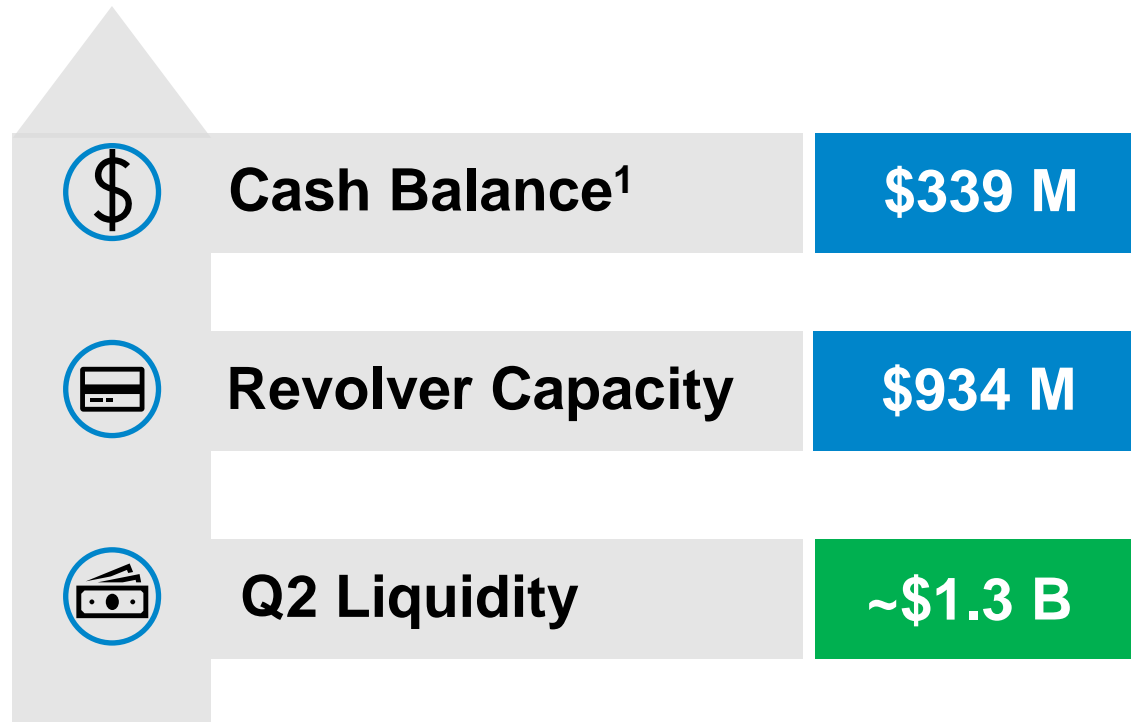 Cash Balance¹
$339 M
Revolver Capacity
$934 M
Q2 Liquidity
~$1.3 B